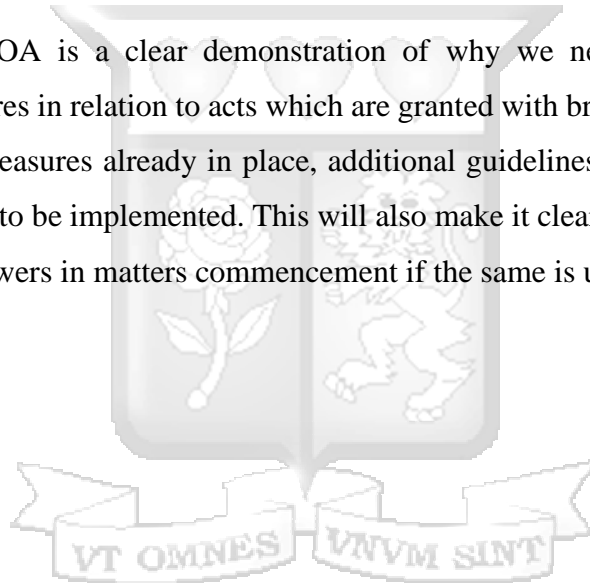 OA is a clear demonstration of why we ne
res in relation to acts which are granted with br
easures already in place, additional guidelines
to be implemented. This will also make it clear
wers in matters commencement if the same is u
VT OMNES VNVM SINT